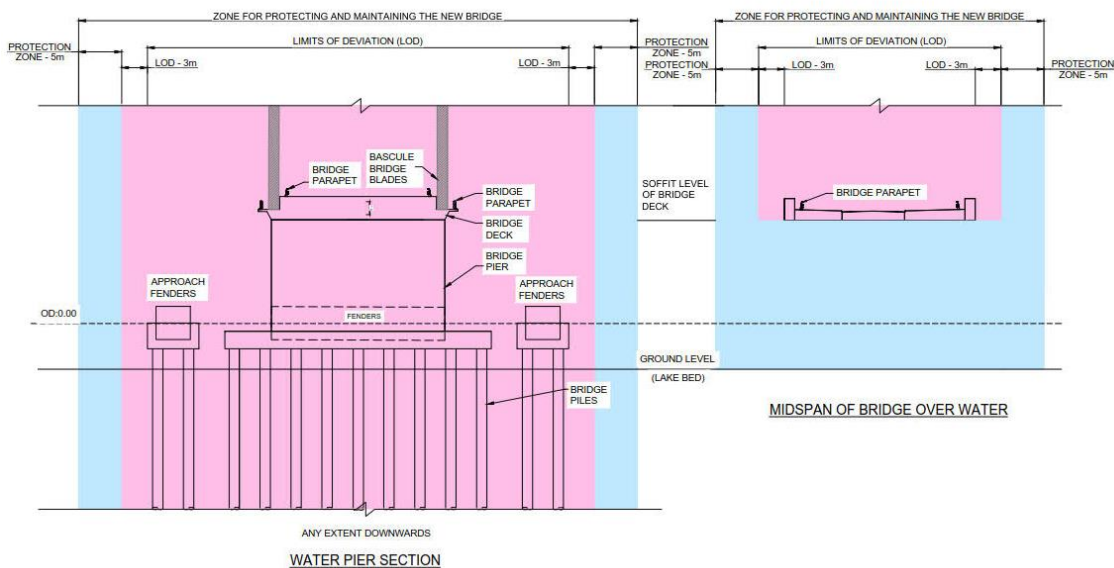 ZONE FOR PROTECTING AND MAINTAINING THE NEW BRIDGE
LIMITS OF DEVIATION (LOD)
PROTECTION
ZONE - 5m
LOD - 3m
LOD - 3m
PROTECTION
ZONE - 5m
ZONE FOR PROTECTING AND MAINTAINING THE NEW BRIDGE
LIMITS OF DEVIATION (LOD)
PROTECTION
ZONE - 5m
LOD - 3m
LOD - 3m
PROTECTION
ZONE - 5m
BRIDGE
PARAPET
BASCULE
BRIDGE
BLADES
BRIDGE
PARAPET
BRIDGE
DECK
BRIDGE
PIER
APPROACH
FENDERS
APPROACH
FENDERS
OD:0.00
FENDERS
BRIDGE
PILES
ANY EXTENT DOWNWARDS
WATER PIER SECTION
SOFFIT LEVEL
OF BRIDGE
DECK
BRIDGE PARAPET
GROUND LEVEL
(LAKE BED)
MIDSPAN OF BRIDGE OVER WATER